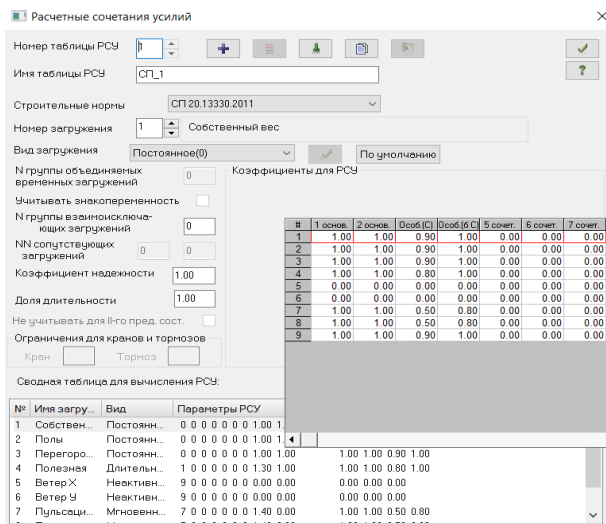 Расчетные сочетания усилий
Номер таблицы РСУ 1
Имя таблицы РСУ СП_1
Строительные нормы СП 20.13330.2011
Номер загружения 1 Собственный вес
Вид загружения Постоянное(0) По умолчанию
N группы объединяемых временных загружений 0
Коэффициенты для РСУ
Учитывать знакопеременность
N группы взаимоисключа-
ющих загружений 0
NN сопутствующих
загружений 0 0
Коэффициент надежности 1.00
Доля длительности 1.00
Не учитывать для II-го пред. сост.
Ограничения для кранов и тормозов
Кран Тормоз
# 1 основ. 2 основ. Особ.(С) Особ.(б С) 5 сочет. 6 сочет. 7 сочет.
1 1.00 1.00 0.90 1.00 0.00 0.00 0.00
2 1.00 1.00 0.90 1.00 0.00 0.00 0.00
3 1.00 1.00 0.90 1.00 0.00 0.00 0.00
4 1.00 1.00 0.80 1.00 0.00 0.00 0.00
5 0.00 0.00 0.00 0.00 0.00 0.00 0.00
6 0.00 0.00 0.00 0.00 0.00 0.00 0.00
7 1.00 1.00 0.50 0.80 0.00 0.00 0.00
8 1.00 1.00 0.50 0.80 0.00 0.00 0.00
9 1.00 1.00 0.90 1.00 0.00 0.00 0.00
Сводная таблица для вычисления РСУ:
№ Имя загру... Вид Параметры РСУ
1 Собствен... Постоянн... 0 0 0 0 0 0 0 1.00 1.
2 Полы Постоянн... 0 0 0 0 0 0 0 1.00 1.
3 Перегоро... Постоянн... 0 0 0 0 0 0 0 1.00 1.00 1.00 1.00 0.90 1.00
4 Полезная Длительн... 1 0 0 0 0 0 0 1.30 1.00 1.00 1.00 0.80 1.00
5 Ветер X Неактивн... 9 0 0 0 0 0 0 0.00 0.00 0.00 0.00 0.00 0.00
6 Ветер У Неактивн... 9 0 0 0 0 0 0 0.00 0.00 0.00 0.00 0.00 0.00
7 Пульсаци... Мгновенн... 7 0 0 0 0 0 0 1.40 0.00 1.00 1.00 0.50 0.80